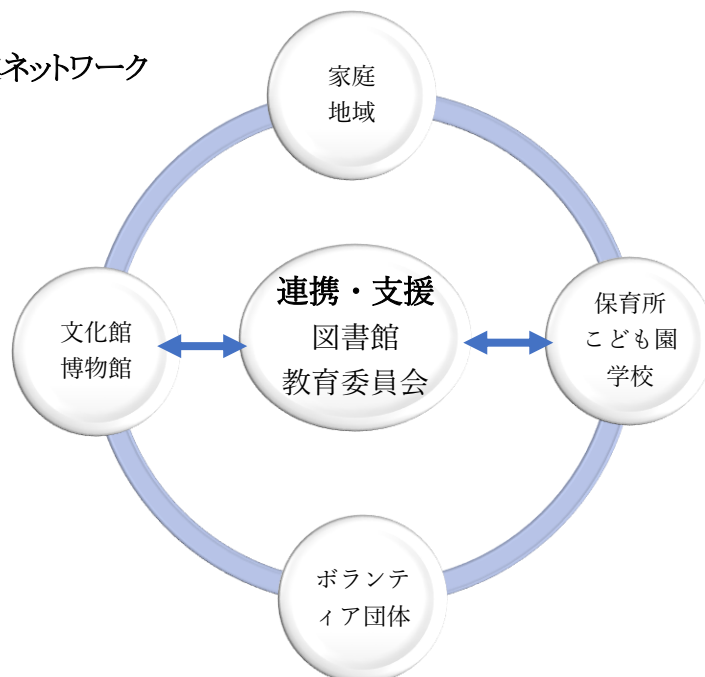 ネットワーク
家庭
地域
連携・支援
図書館
教育委員会
文化館
博物館
保育所
こども園
学校
ボランテ
ィア団体